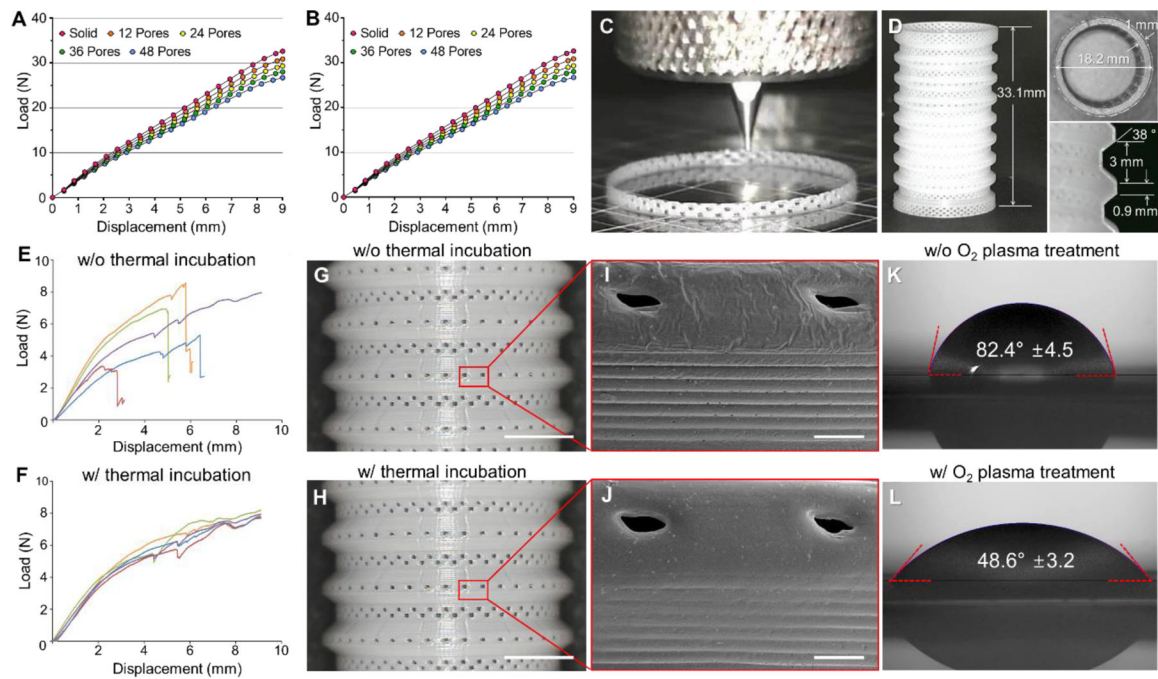 A
Load (N)
40
30
20
10
0
Solid 12 Pores 24 Pores
36 Pores 48 Pores
0 1 2 3 4 5 6 7 8 9
Displacement (mm)
B
Load (N)
40
30
20
10
0
Solid 12 Pores 24 Pores
36 Pores 48 Pores
0 1 2 3 4 5 6 7 8 9
Displacement (mm)
C
D
33.1mm
1 mm
18.2 mm
38 °
3 mm
0.9 mm
E
w/o thermal incubation
Load (N)
10
8
6
4
2
0
2 4 6 8 10
Displacement (mm)
w/o thermal incubation
G
I
w/o O₂ plasma treatment
K
82.4° ±4.5
F
w/ thermal incubation
Load (N)
10
8
6
4
2
0
2 4 6 8 10
Displacement (mm)
w/ thermal incubation
H
J
w/ O₂ plasma treatment
L
48.6° ±3.2